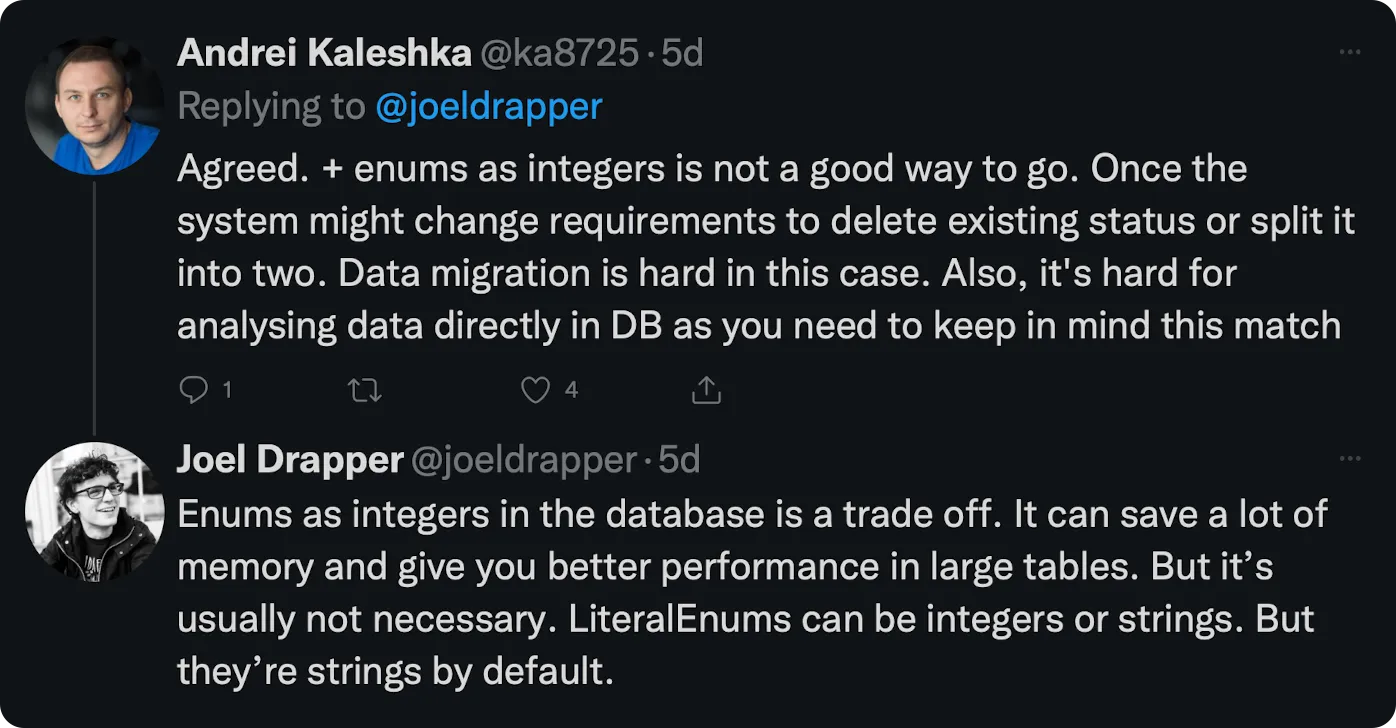 Andrei Kaleshka @ka8725 · 5d
Replying to @joeldrapper
Agreed. + enums as integers is not a good way to go. Once the
system might change requirements to delete existing status or split it
into two. Data migration is hard in this case. Also, it's hard for
analysing data directly in DB as you need to keep in mind this match
1 4
Joel Drapper @joeldrapper · 5d
Enums as integers in the database is a trade off. It can save a lot of
memory and give you better performance in large tables. But it’s
usually not necessary. LiteralEnums can be integers or strings. But
they’re strings by default.